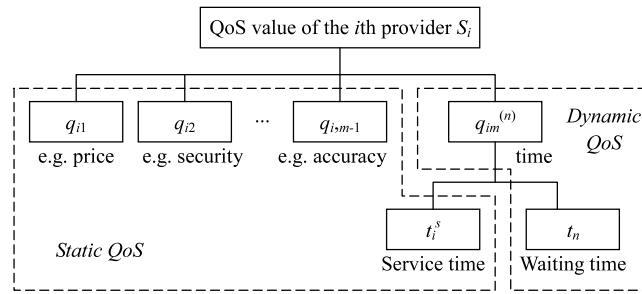 QoS value of the ith provider Sᵢ
qᵢ₁ qᵢ₂ ... qᵢ,ₘ₋₁ qᵢₘ⁽ⁿ⁾ Dynamic
QoS
e.g. price e.g. security e.g. accuracy time
tᵢˢ tₙ
Static QoS
Service time Waiting time